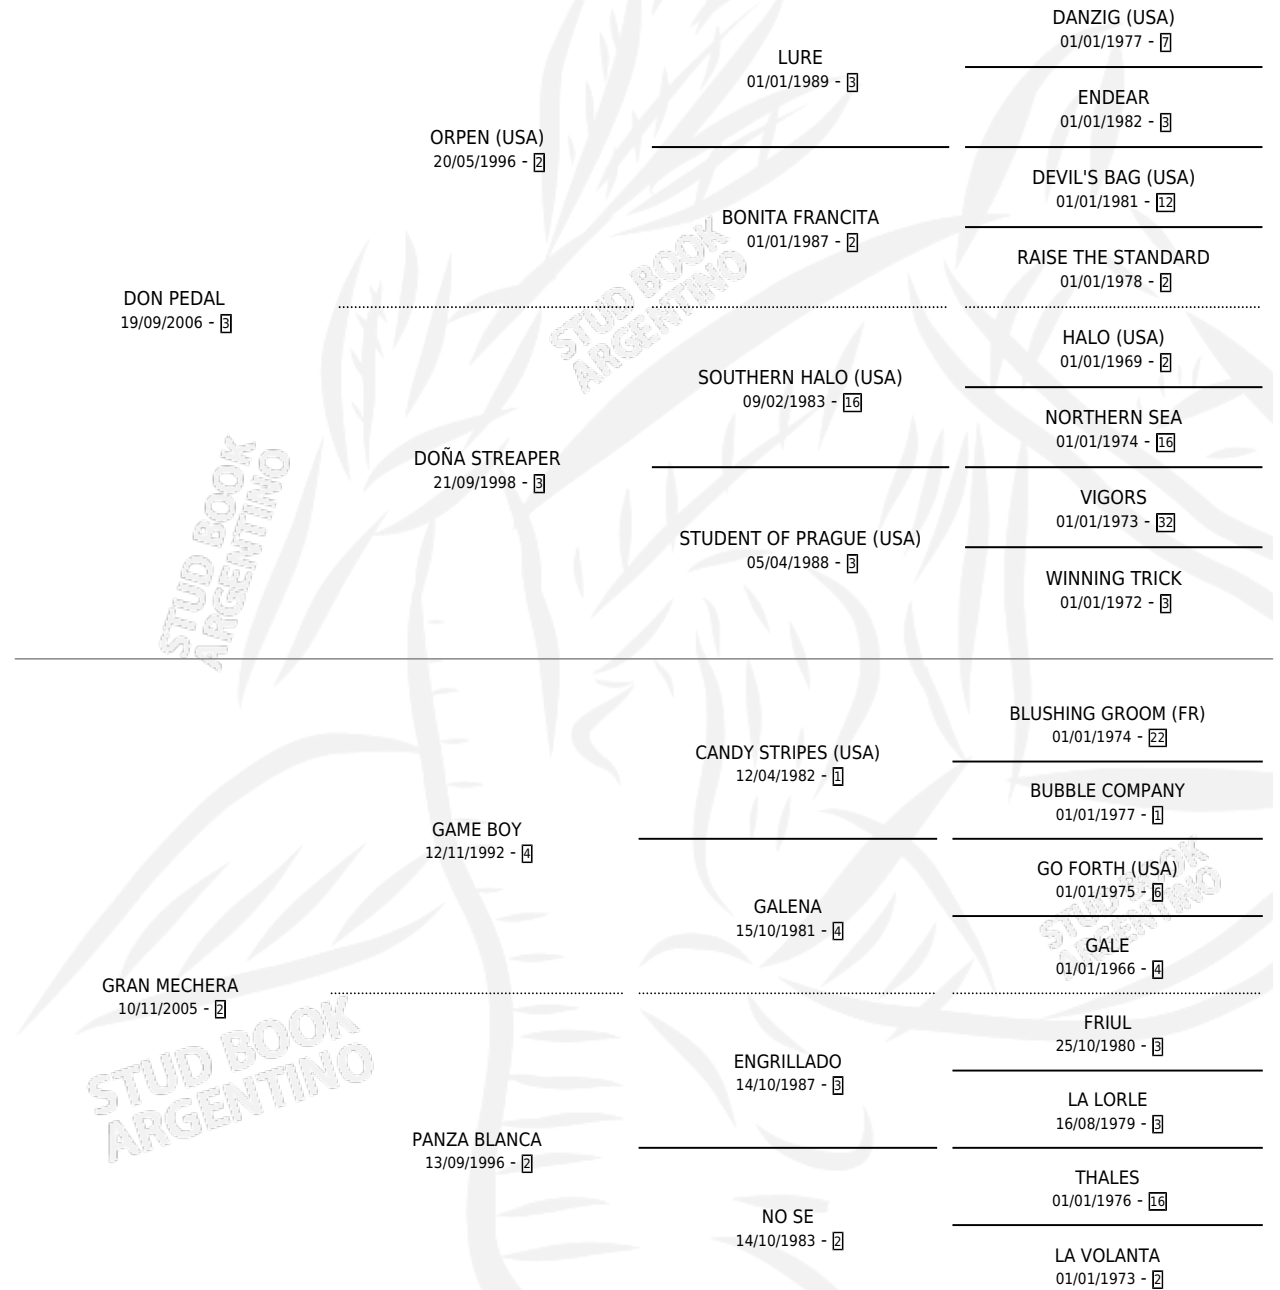 DANZIG (USA)
01/01/1977 - 7
LURE
01/01/1989 - 3
ENDEAR
01/01/1982 - 3
ORPEN (USA)
20/05/1996 - 2
DEVIL'S BAG (USA)
01/01/1981 - 12
BONITA FRANCITA
01/01/1987 - 2
RAISE THE STANDARD
01/01/1978 - 2
DON PEDAL
19/09/2006 - 3
HALO (USA)
01/01/1969 - 2
SOUTHERN HALO (USA)
09/02/1983 - 16
NORTHERN SEA
01/01/1974 - 16
DOÑA STREAPER
21/09/1998 - 3
VIGORS
01/01/1973 - 32
STUDENT OF PRAGUE (USA)
05/04/1988 - 3
WINNING TRICK
01/01/1972 - 3
BLUSHING GROOM (FR)
01/01/1974 - 22
CANDY STRIPES (USA)
12/04/1982 - 1
BUBBLE COMPANY
01/01/1977 - 1
GAME BOY
12/11/1992 - 4
GO FORTH (USA)
01/01/1975 - 6
GALENA
15/10/1981 - 4
GALE
01/01/1966 - 4
GRAN MECHERA
10/11/2005 - 2
FRIUL
25/10/1980 - 3
ENGRILLADO
14/10/1987 - 3
LA LORLE
16/08/1979 - 3
PANZA BLANCA
13/09/1996 - 2
THALES
01/01/1976 - 16
NO SE
14/10/1983 - 2
LA VOLANTA
01/01/1973 - 2
STUD BOOK
ARGENTINO
STUD BOOK
ARGENTINO
STUD BOOK
ARGENTINO
STUD BOOK
ARGENTINO